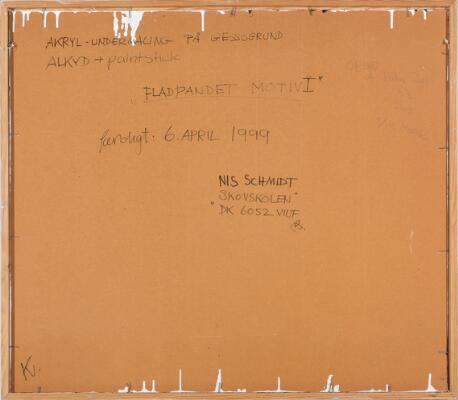 AKRYL-UNDERMALING PÅ GESSOGRUND
ALKYD + paintstick
"FLADPANDET MOTIV I"
færdigt: 6. APRIL 1999
NIS SCHMIDT
"SKOVSKOLEN"
DK 6052 VIUF